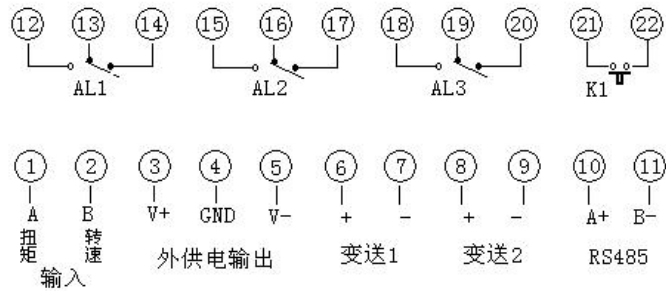 12 13 14 15 16 17 18 19 20 21 22
AL1 AL2 AL3 K1
1 2 3 4 5 6 7 8 9 10 11
A B V+ GND V- + - + - A+ B-
扭矩 转速
输入 外供电输出 变送1 变送2 RS485